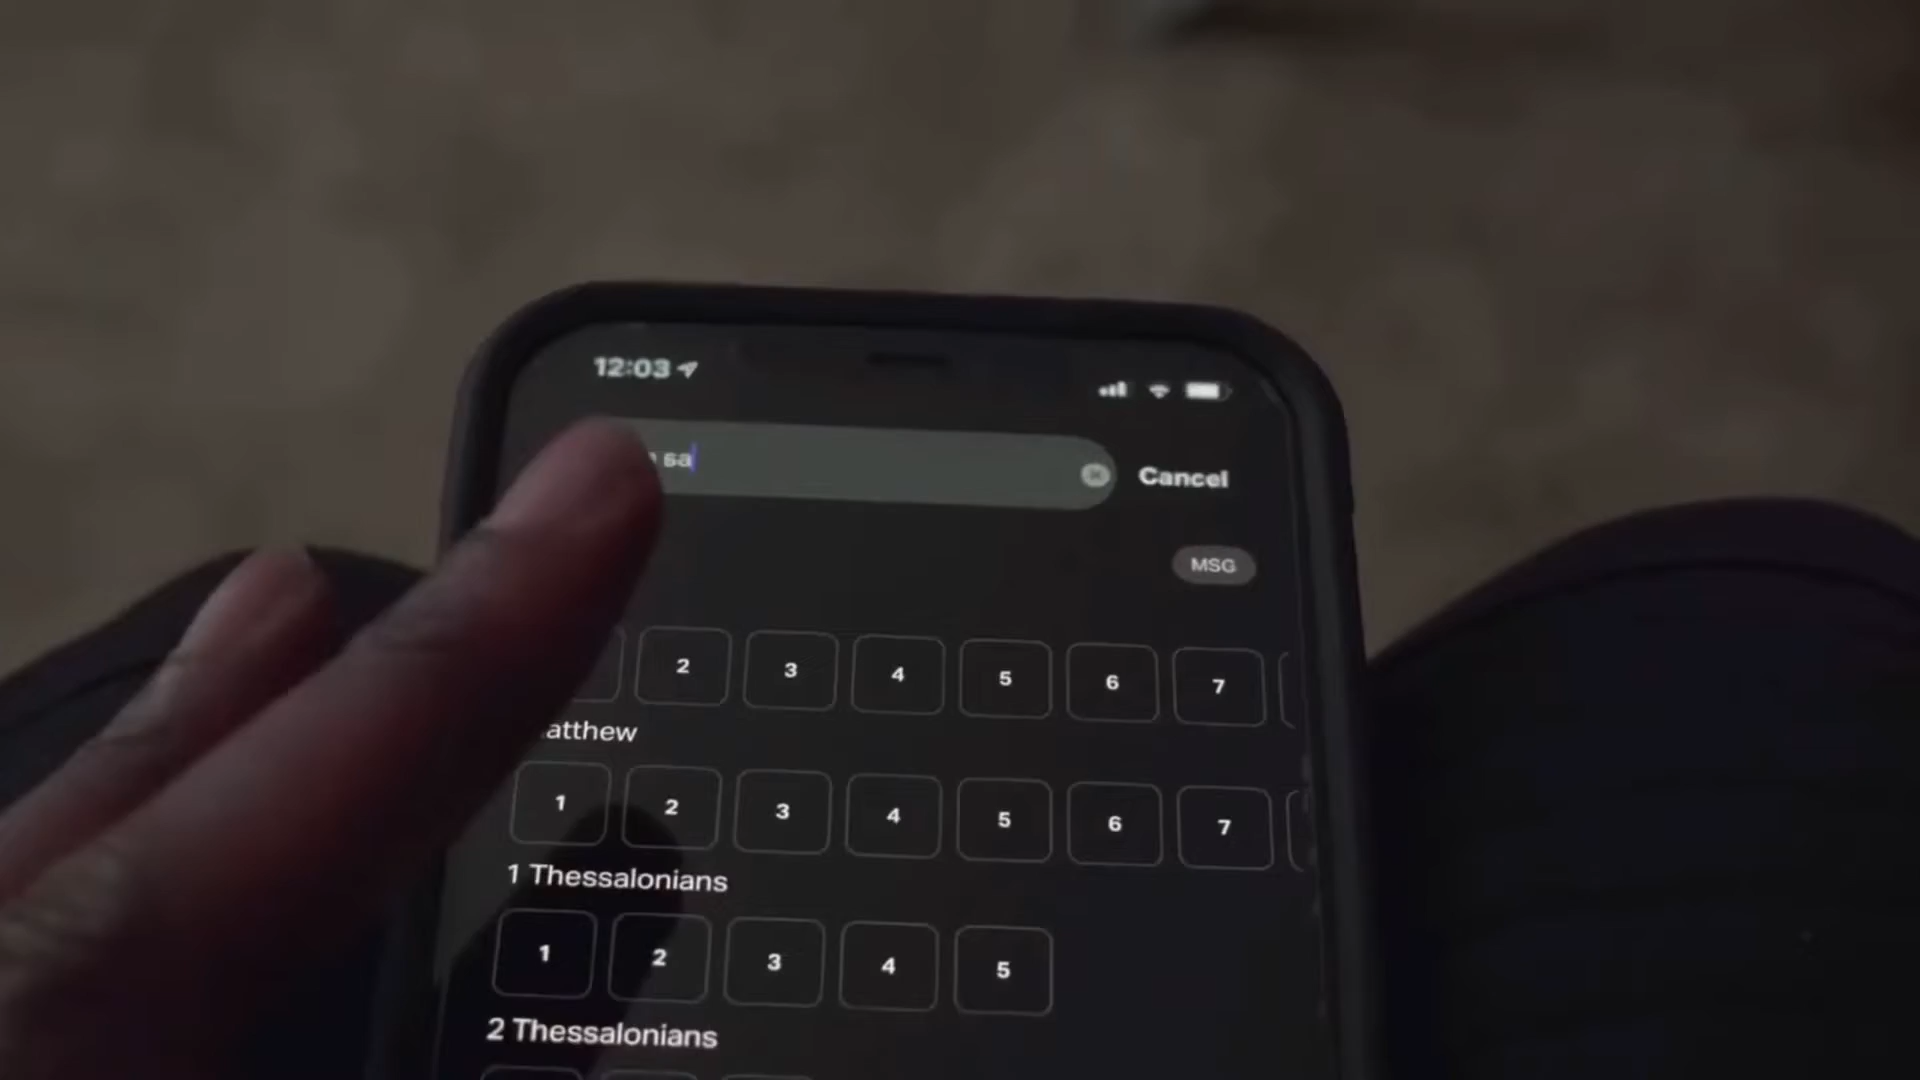 12:03
sa
Cancel
MSG
2 3 4 5 6 7
atthew
1 2 3 4 5 6 7
1 Thessalonians
1 2 3 4 5
2 Thessalonians